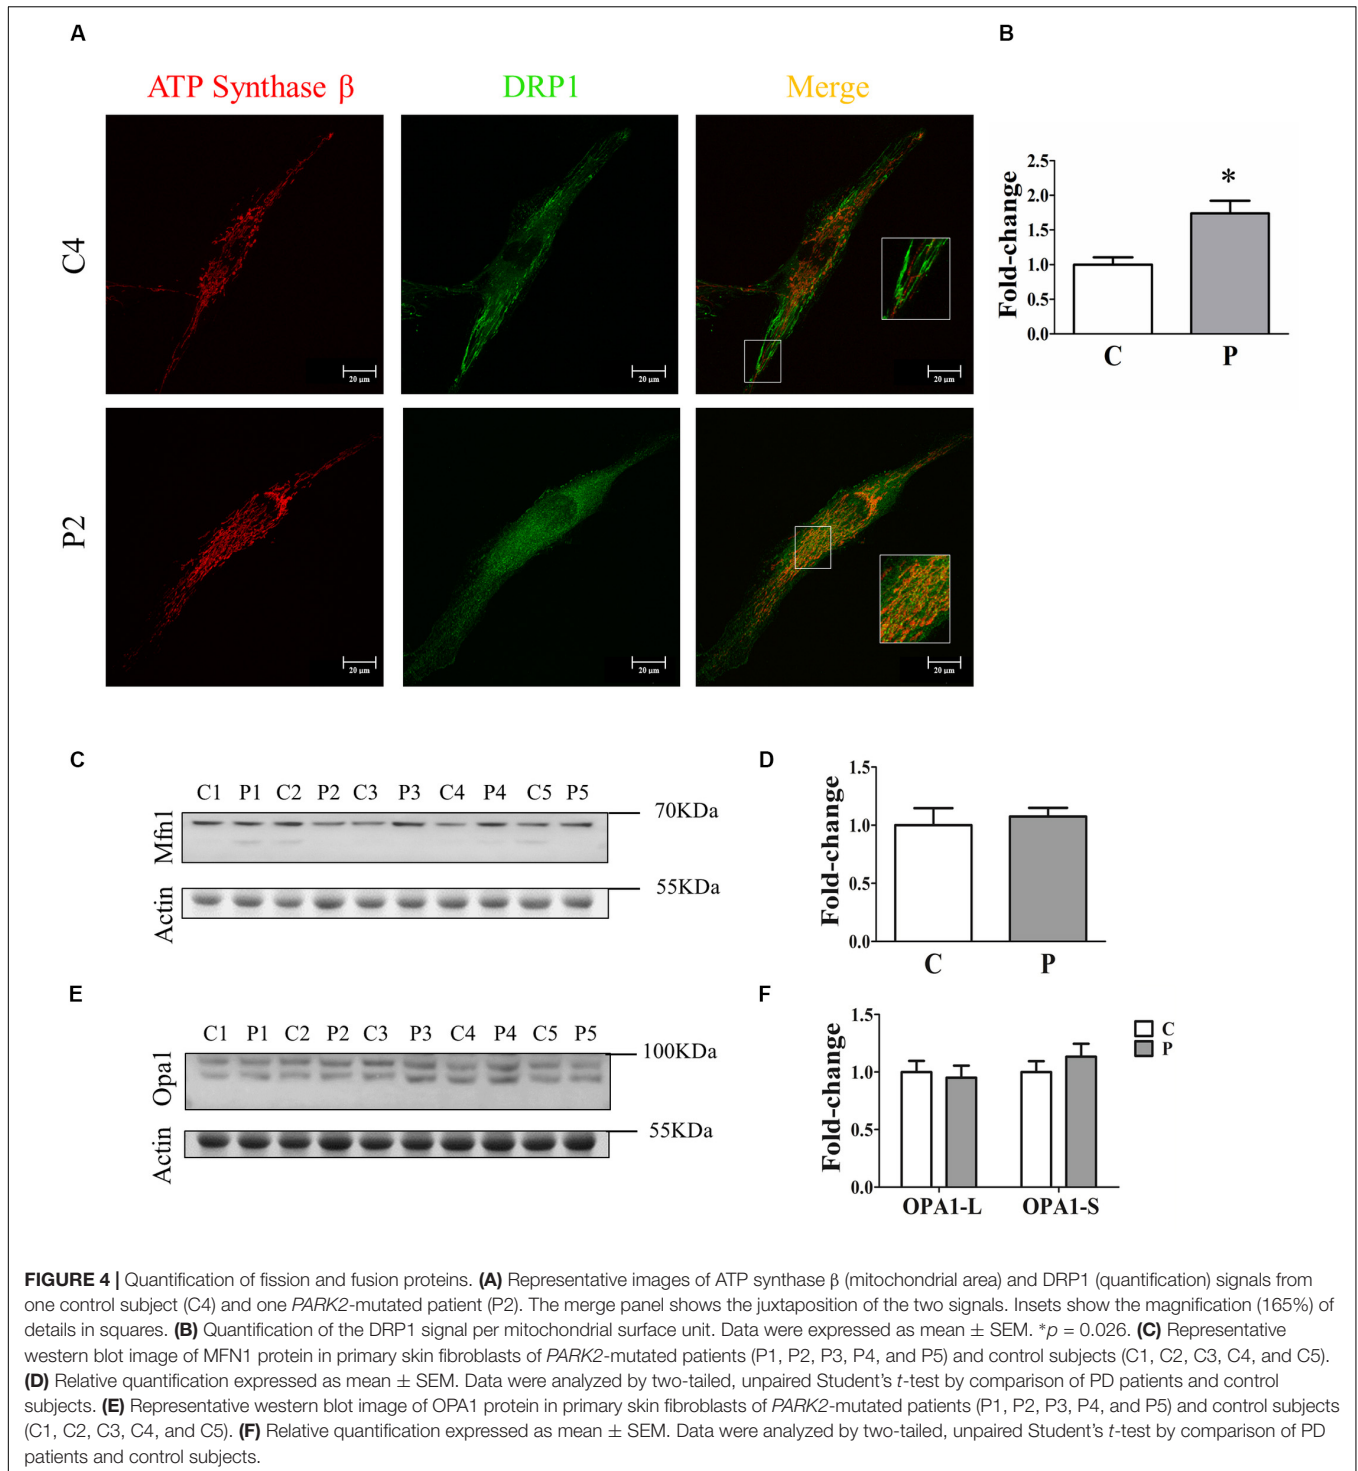 A
B
ATP Synthase β
DRP1
Merge
C4
20 µm
20 µm
20 µm
P2
20 µm
20 µm
20 µm
Fold-change
2.5
2.0
1.5
1.0
0.5
0.0
*
C P
C
C1 P1 C2 P2 C3 P3 C4 P4 C5 P5
Mfn1
70KDa
Actin
55KDa
D
Fold-change
1.5
1.0
0.5
0.0
C P
E
C1 P1 C2 P2 C3 P3 C4 P4 C5 P5
Opa1
100KDa
Actin
55KDa
F
Fold-change
1.5
1.0
0.5
0.0
OPA1-L OPA1-S
C
P
FIGURE 4 | Quantification of fission and fusion proteins. (A) Representative images of ATP synthase β (mitochondrial area) and DRP1 (quantification) signals from
one control subject (C4) and one PARK2-mutated patient (P2). The merge panel shows the juxtaposition of the two signals. Insets show the magnification (165%) of
details in squares. (B) Quantification of the DRP1 signal per mitochondrial surface unit. Data were expressed as mean ± SEM. *p = 0.026. (C) Representative
western blot image of MFN1 protein in primary skin fibroblasts of PARK2-mutated patients (P1, P2, P3, P4, and P5) and control subjects (C1, C2, C3, C4, and C5).
(D) Relative quantification expressed as mean ± SEM. Data were analyzed by two-tailed, unpaired Student's t-test by comparison of PD patients and control
subjects. (E) Representative western blot image of OPA1 protein in primary skin fibroblasts of PARK2-mutated patients (P1, P2, P3, P4, and P5) and control subjects
(C1, C2, C3, C4, and C5). (F) Relative quantification expressed as mean ± SEM. Data were analyzed by two-tailed, unpaired Student's t-test by comparison of PD
patients and control subjects.